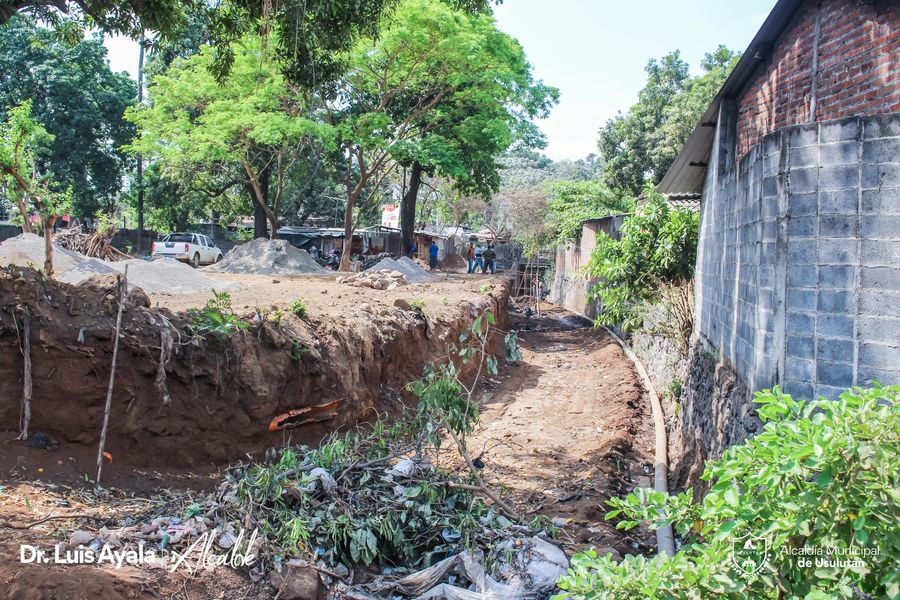 Dr. Luis Ayala | Alcalde
Alcaldía Municipal
de Usulután